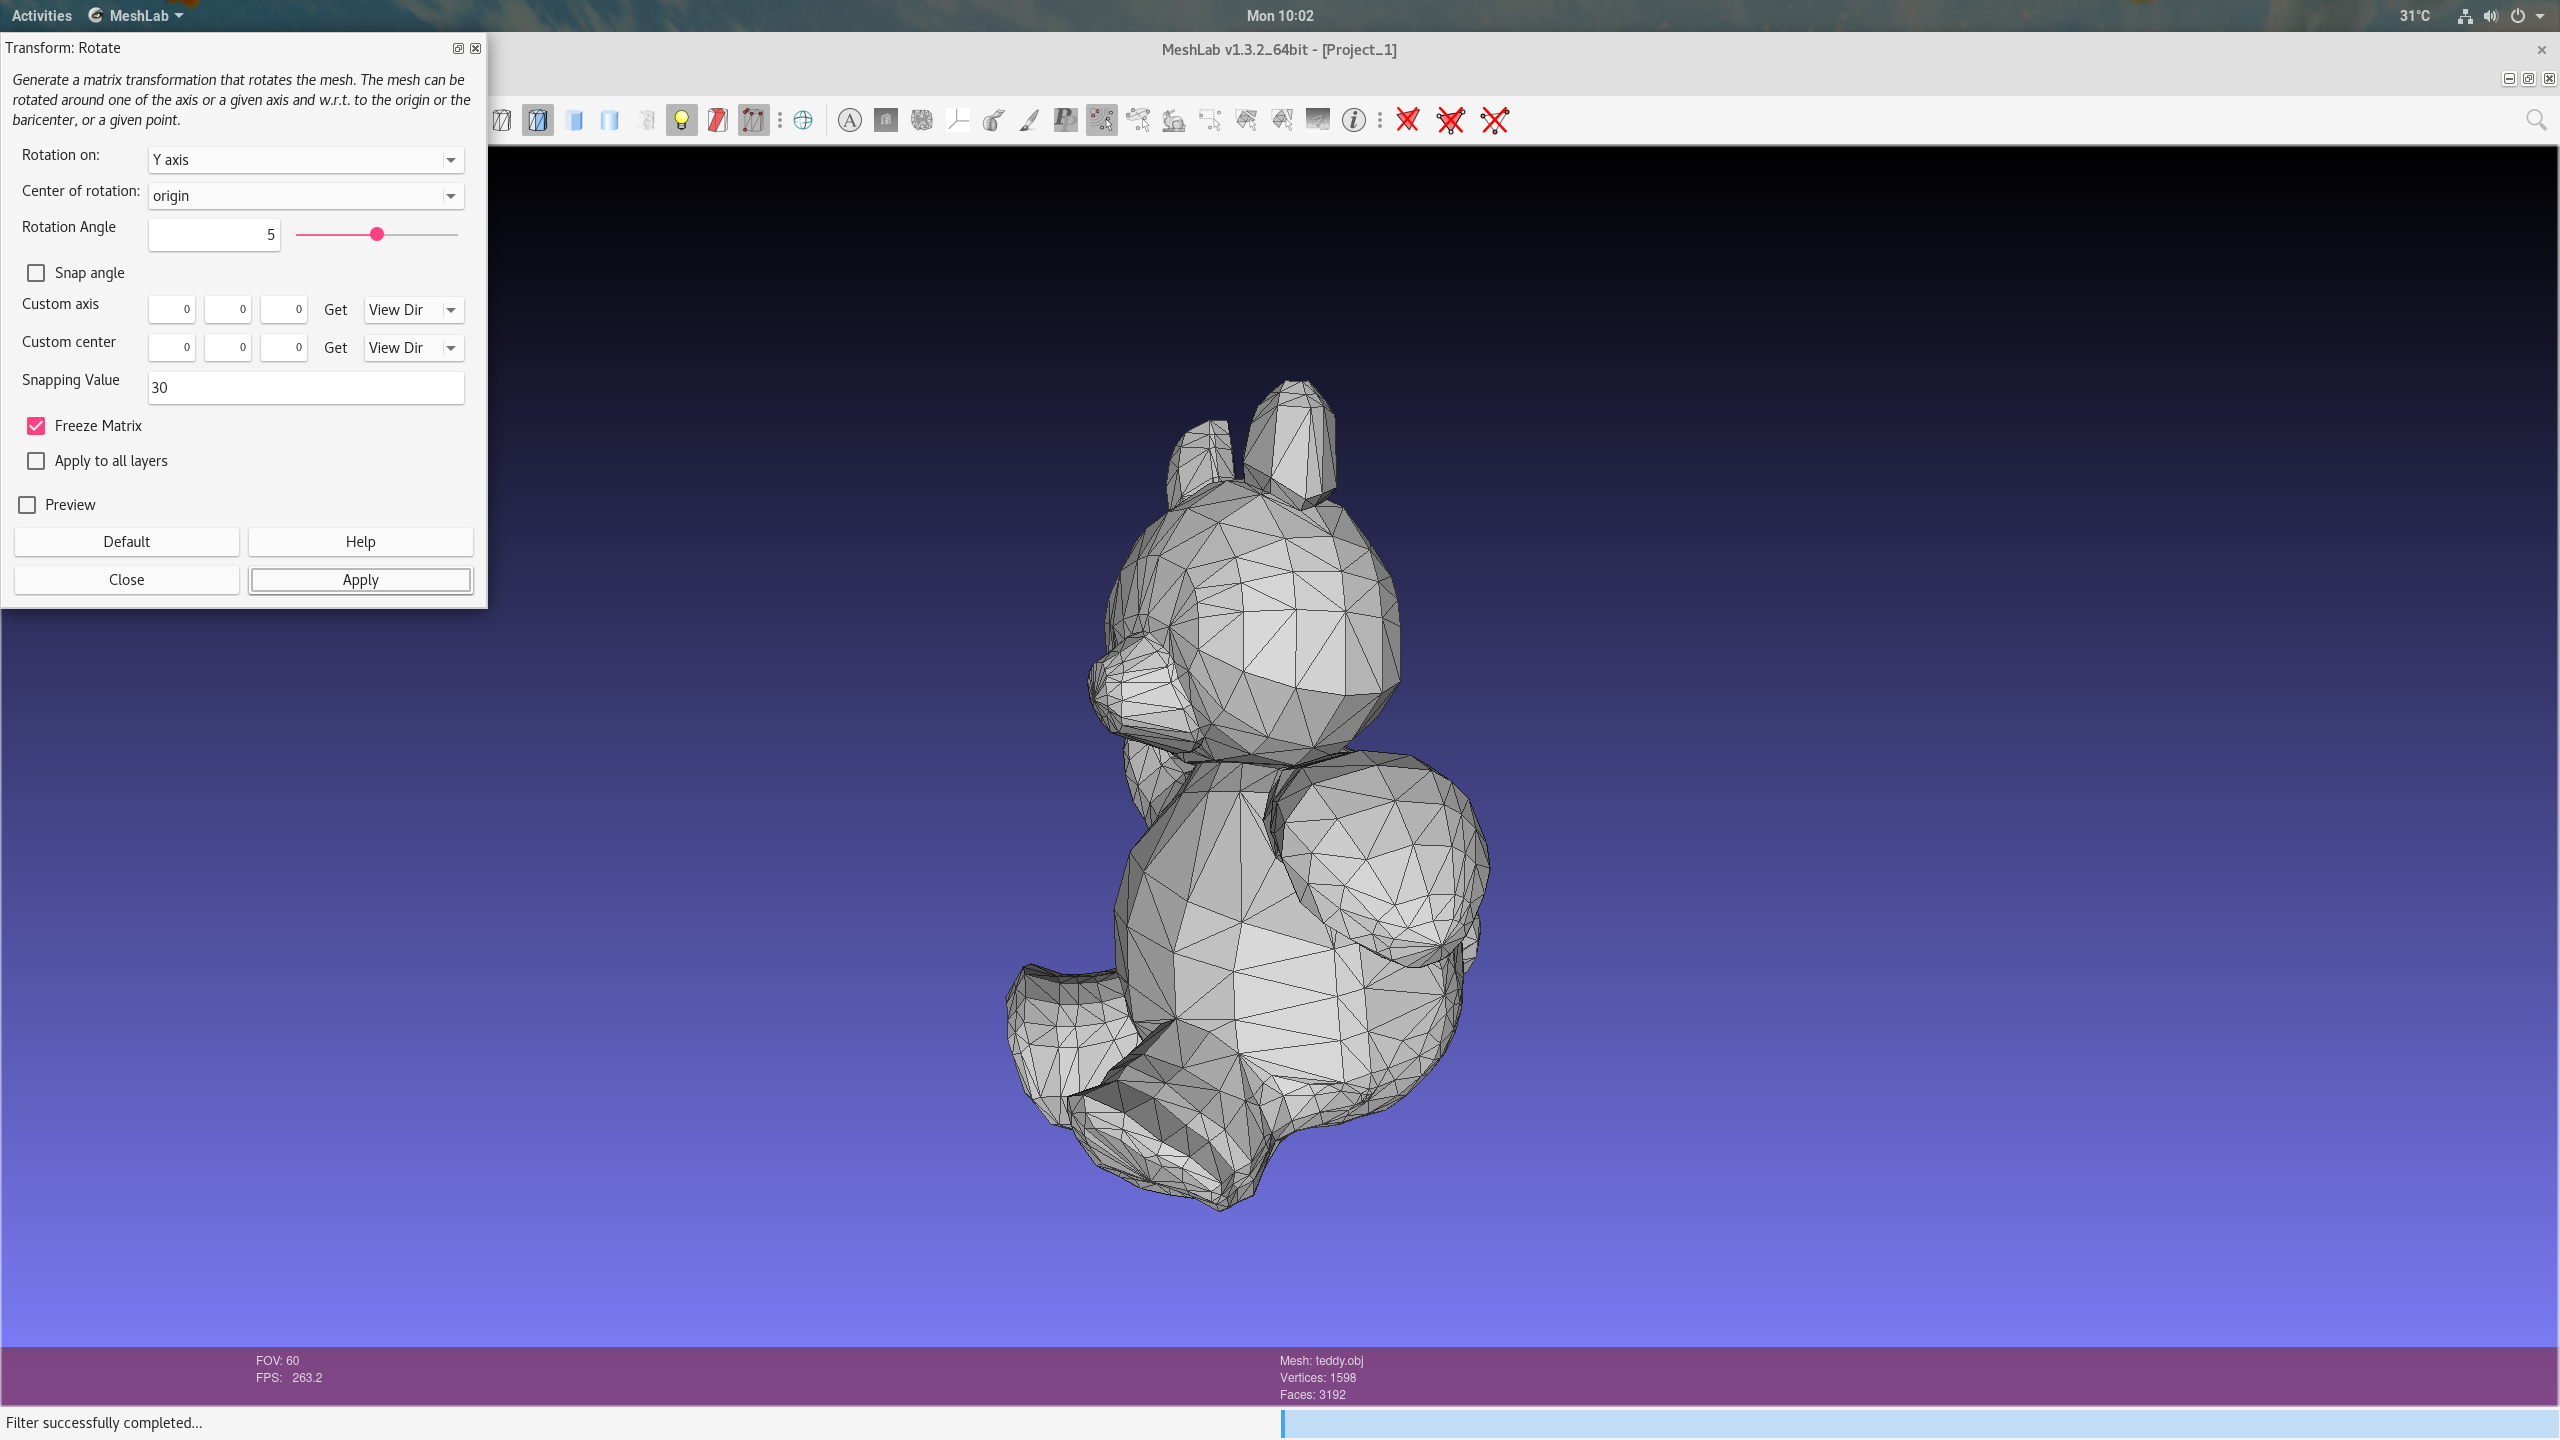 Activities MeshLab Mon 10:02 31°C
MeshLab v1.3.2_64bit - [Project_1]
Transform: Rotate
Generate a matrix transformation that rotates the mesh. The mesh can be
rotated around one of the axis or a given axis and w.r.t. to the origin or the
baricenter, or a given point.
Rotation on: Y axis
Center of rotation: origin
Rotation Angle 5
Snap angle
Custom axis 0 0 0 Get View Dir
Custom center 0 0 0 Get View Dir
Snapping Value 30
Freeze Matrix
Apply to all layers
Preview
Default Help
Close Apply
FOV: 60
FPS: 263.2
Mesh: teddy.obj
Vertices: 1598
Faces: 3192
Filter successfully completed...